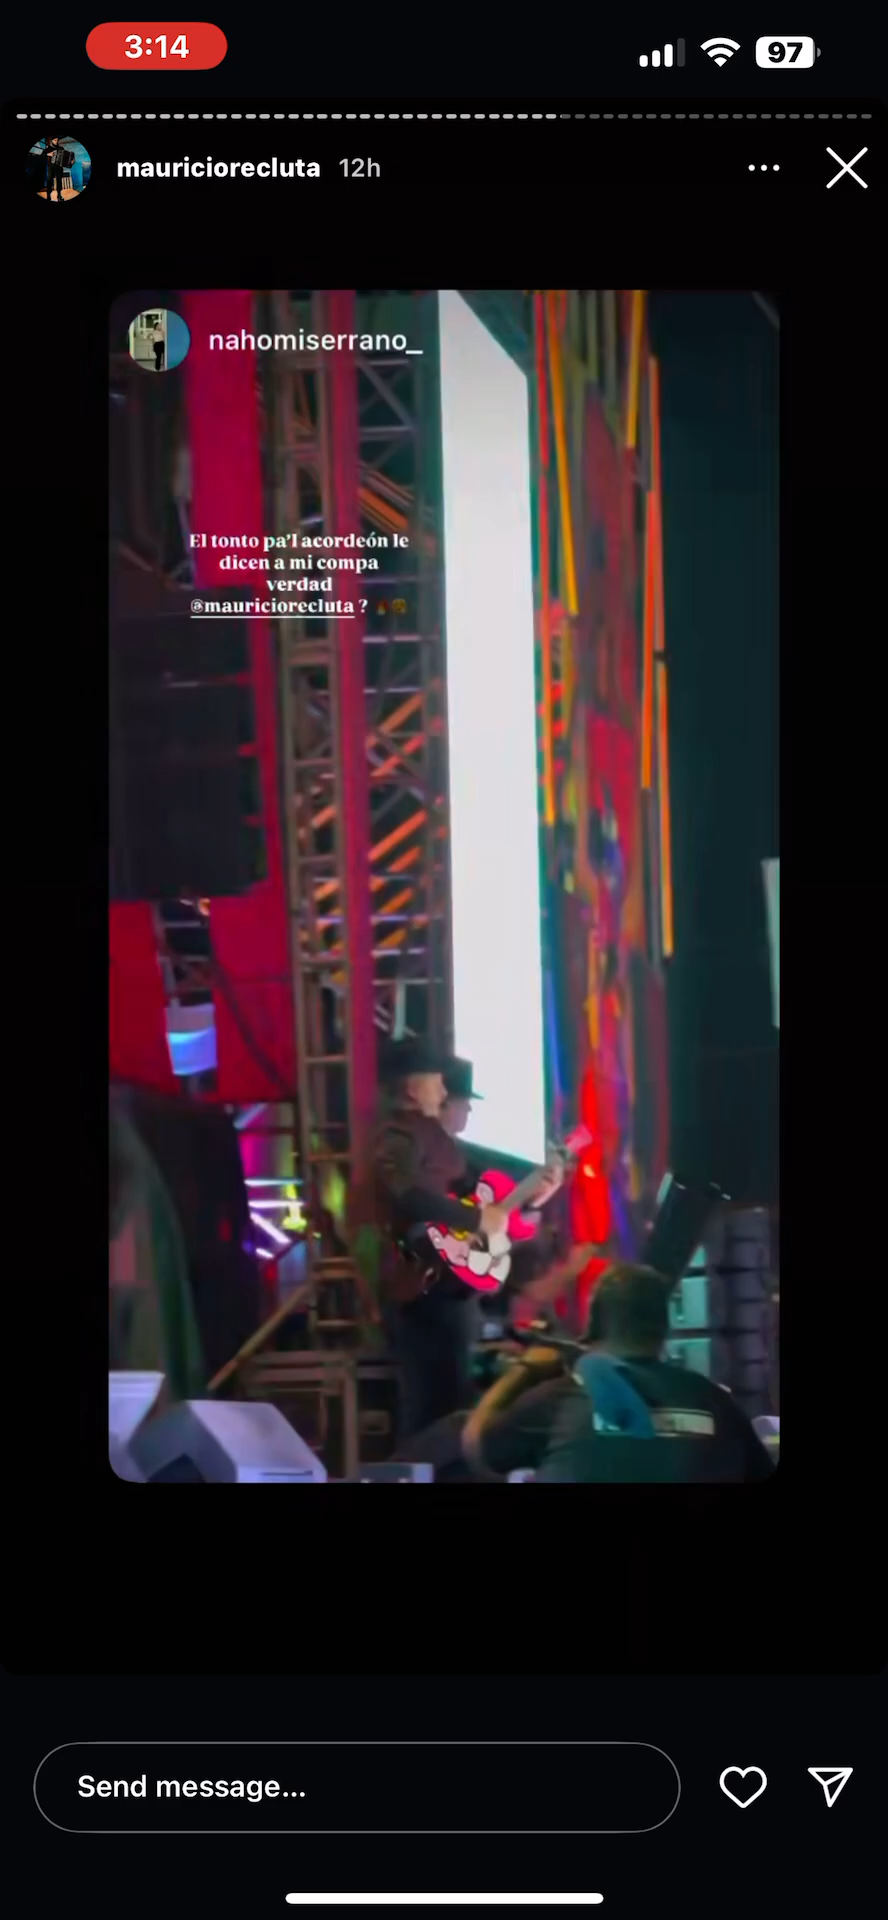 3:14
97
mauriciorecluta 12h
nahomiserrano_
El tonto pa'l acordeón le
dicen a mi compa
verdad
@mauriciorecluta ?
Send message...